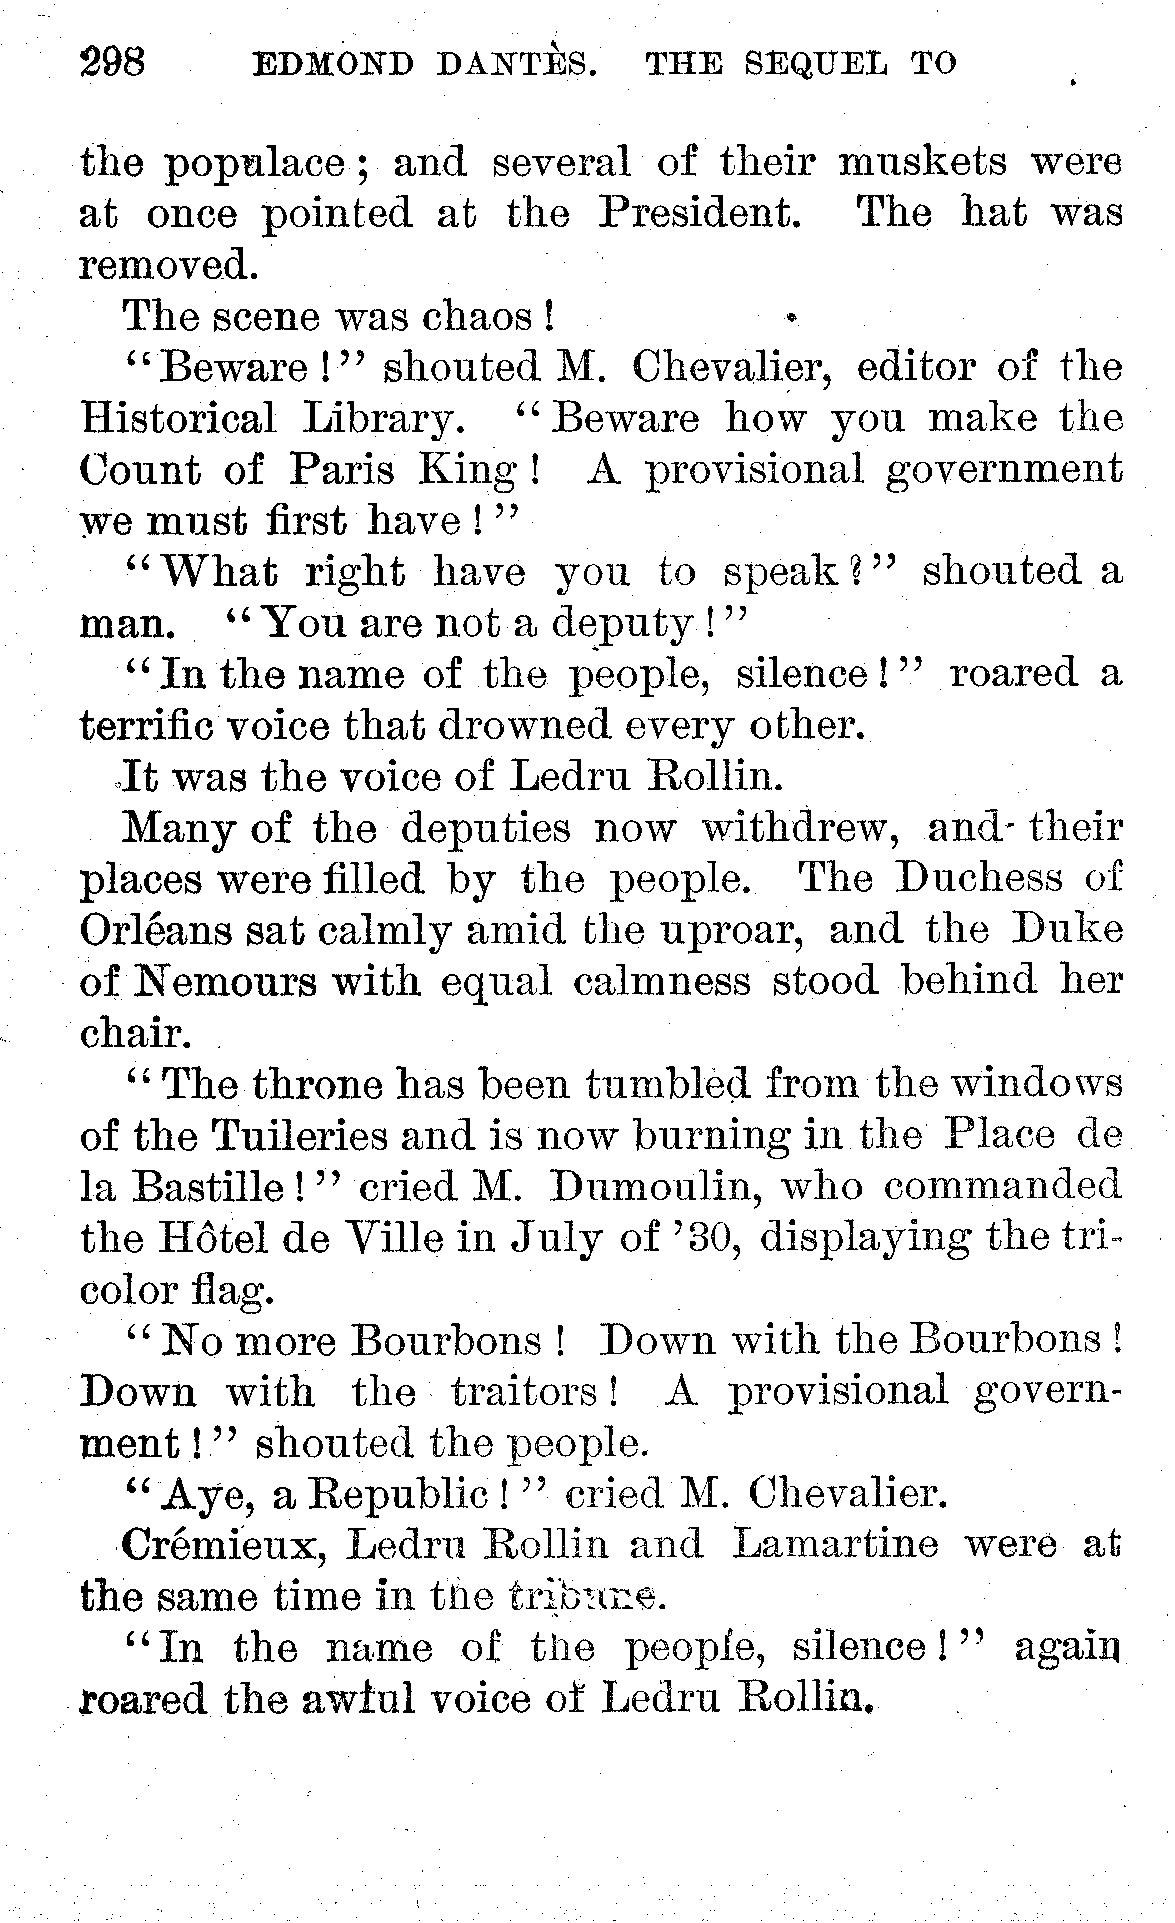 298 EDMOND DANTÈS. THE SEQUEL TO
the populace; and several of their muskets were
at once pointed at the President. The hat was
removed.
The scene was chaos!
"Beware!" shouted M. Chevalier, editor of the
Historical Library. "Beware how you make the
Count of Paris King! A provisional government
we must first have!"
"What right have you to speak?" shouted a
man. "You are not a deputy!"
"In the name of the people, silence!" roared a
terrific voice that drowned every other.
It was the voice of Ledru Rollin.
Many of the deputies now withdrew, and their
places were filled by the people. The Duchess of
Orléans sat calmly amid the uproar, and the Duke
of Nemours with equal calmness stood behind her
chair.
"The throne has been tumbled from the windows
of the Tuileries and is now burning in the Place de
la Bastille!" cried M. Dumoulin, who commanded
the Hôtel de Ville in July of '30, displaying the tri-
color flag.
"No more Bourbons! Down with the Bourbons!
Down with the traitors! A provisional govern-
ment!" shouted the people.
"Aye, a Republic!" cried M. Chevalier.
Crémieux, Ledru Rollin and Lamartine were at
the same time in the tribune.
"In the name of the people, silence!" again
roared the awful voice of Ledru Rollin.